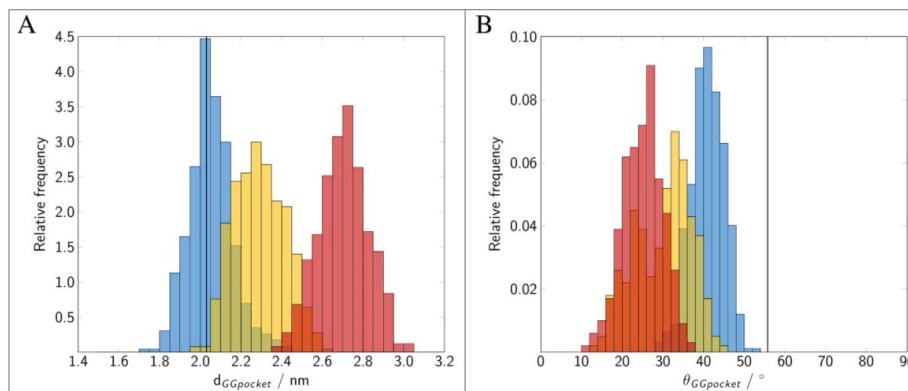 A
4.5
4.0
3.5
3.0
2.5
2.0
1.5
1.0
0.5
Relative frequency
1.4 1.6 1.8 2.0 2.2 2.4 2.6 2.8 3.0 3.2
d_GGpocket / nm
B
0.10
0.08
0.06
0.04
0.02
Relative frequency
0 10 20 30 40 50 60 70 80 90
θ_GGpocket / °